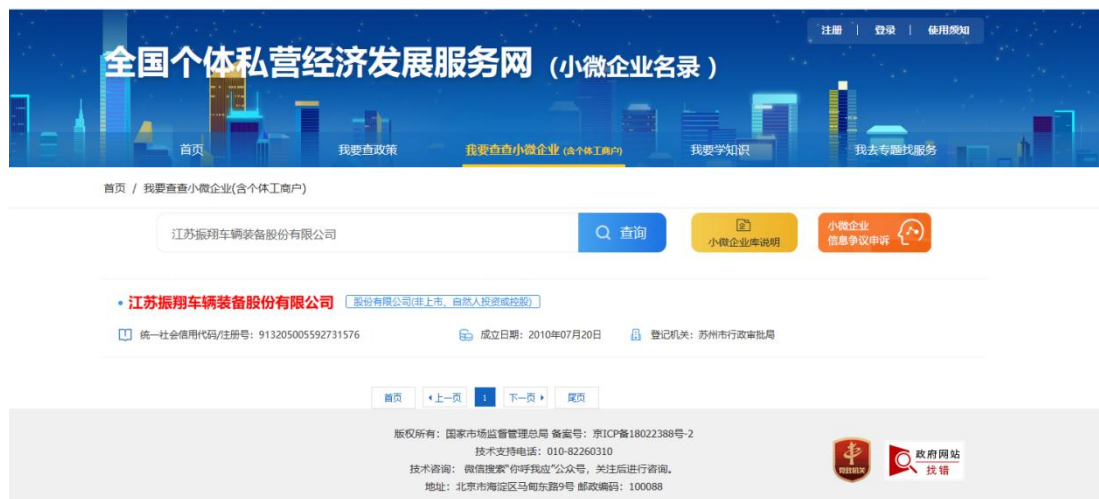 注册 | 登录 | 使用须知
全国个体私营经济发展服务网（小微企业名录）
首页 我要查政策 我要查查小微企业 (含个体工商户) 我要学知识 我去专题找服务
首页 / 我要查查小微企业(含个体工商户)
江苏振翔车辆装备股份有限公司 查询 小微企业库说明 小微企业
信息争议申诉
• 江苏振翔车辆装备股份有限公司 股份有限公司(非上市、自然人投资或控股)
统一社会信用代码/注册号：913205005592731576 成立日期：2010年07月20日 登记机关：苏州市行政审批局
首页 上一页 1 下一页 尾页
版权所有：国家市场监督管理总局 备案号：京ICP备18022388号-2
技术支持电话：010-82260310
技术咨询： 微信搜索"你呼我应"公众号，关注后进行咨询。
地址：北京市海淀区马甸东路9号 邮政编码：100088
党政机关
政府网站
找错